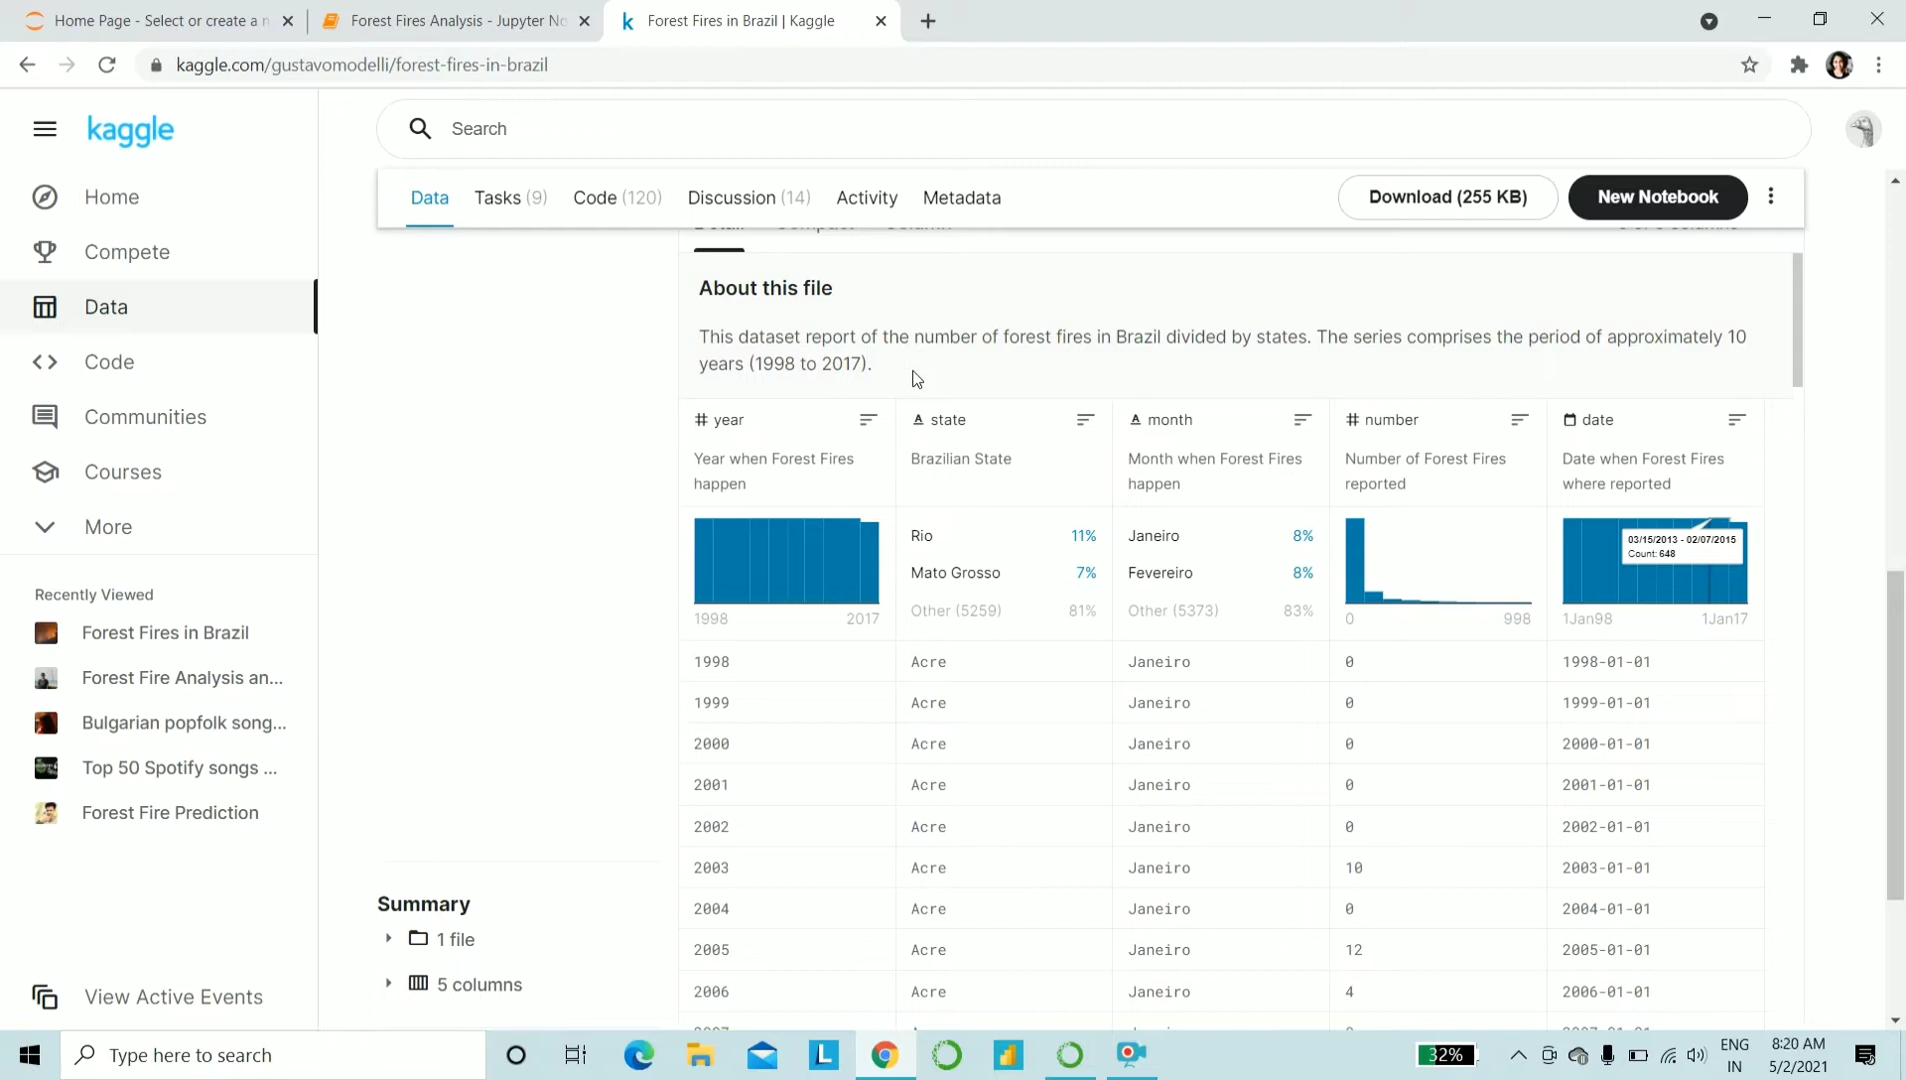 Home Page - Select or create a n
Forest Fires Analysis - Jupyter No
Forest Fires in Brazil | Kaggle
kaggle.com/gustavomodelli/forest-fires-in-brazil
kaggle
Search
Data Tasks (9) Code (120) Discussion (14) Activity Metadata
Download (255 KB)
New Notebook
Home
Compete
Data
Code
Communities
Courses
More
Recently Viewed
Forest Fires in Brazil
Forest Fire Analysis an...
Bulgarian popfolk song...
Top 50 Spotify songs ...
Forest Fire Prediction
View Active Events
Summary
1 file
5 columns
About this file
This dataset report of the number of forest fires in Brazil divided by states. The series comprises the period of approximately 10
years (1998 to 2017).
# year state month # number date
Year when Forest Fires happen
Brazilian State
Month when Forest Fires happen
Number of Forest Fires reported
Date when Forest Fires where reported
1998 2017
Rio 11%
Mato Grosso 7%
Other (5259) 81%
Janeiro 8%
Fevereiro 8%
Other (5373) 83%
0 998
03/15/2013 - 02/07/2015
Count: 648
1Jan98 1Jan17
1998 Acre Janeiro 0 1998-01-01
1999 Acre Janeiro 0 1999-01-01
2000 Acre Janeiro 0 2000-01-01
2001 Acre Janeiro 0 2001-01-01
2002 Acre Janeiro 0 2002-01-01
2003 Acre Janeiro 10 2003-01-01
2004 Acre Janeiro 0 2004-01-01
2005 Acre Janeiro 12 2005-01-01
2006 Acre Janeiro 4 2006-01-01
Type here to search
32%
ENG
IN
8:20 AM
5/2/2021